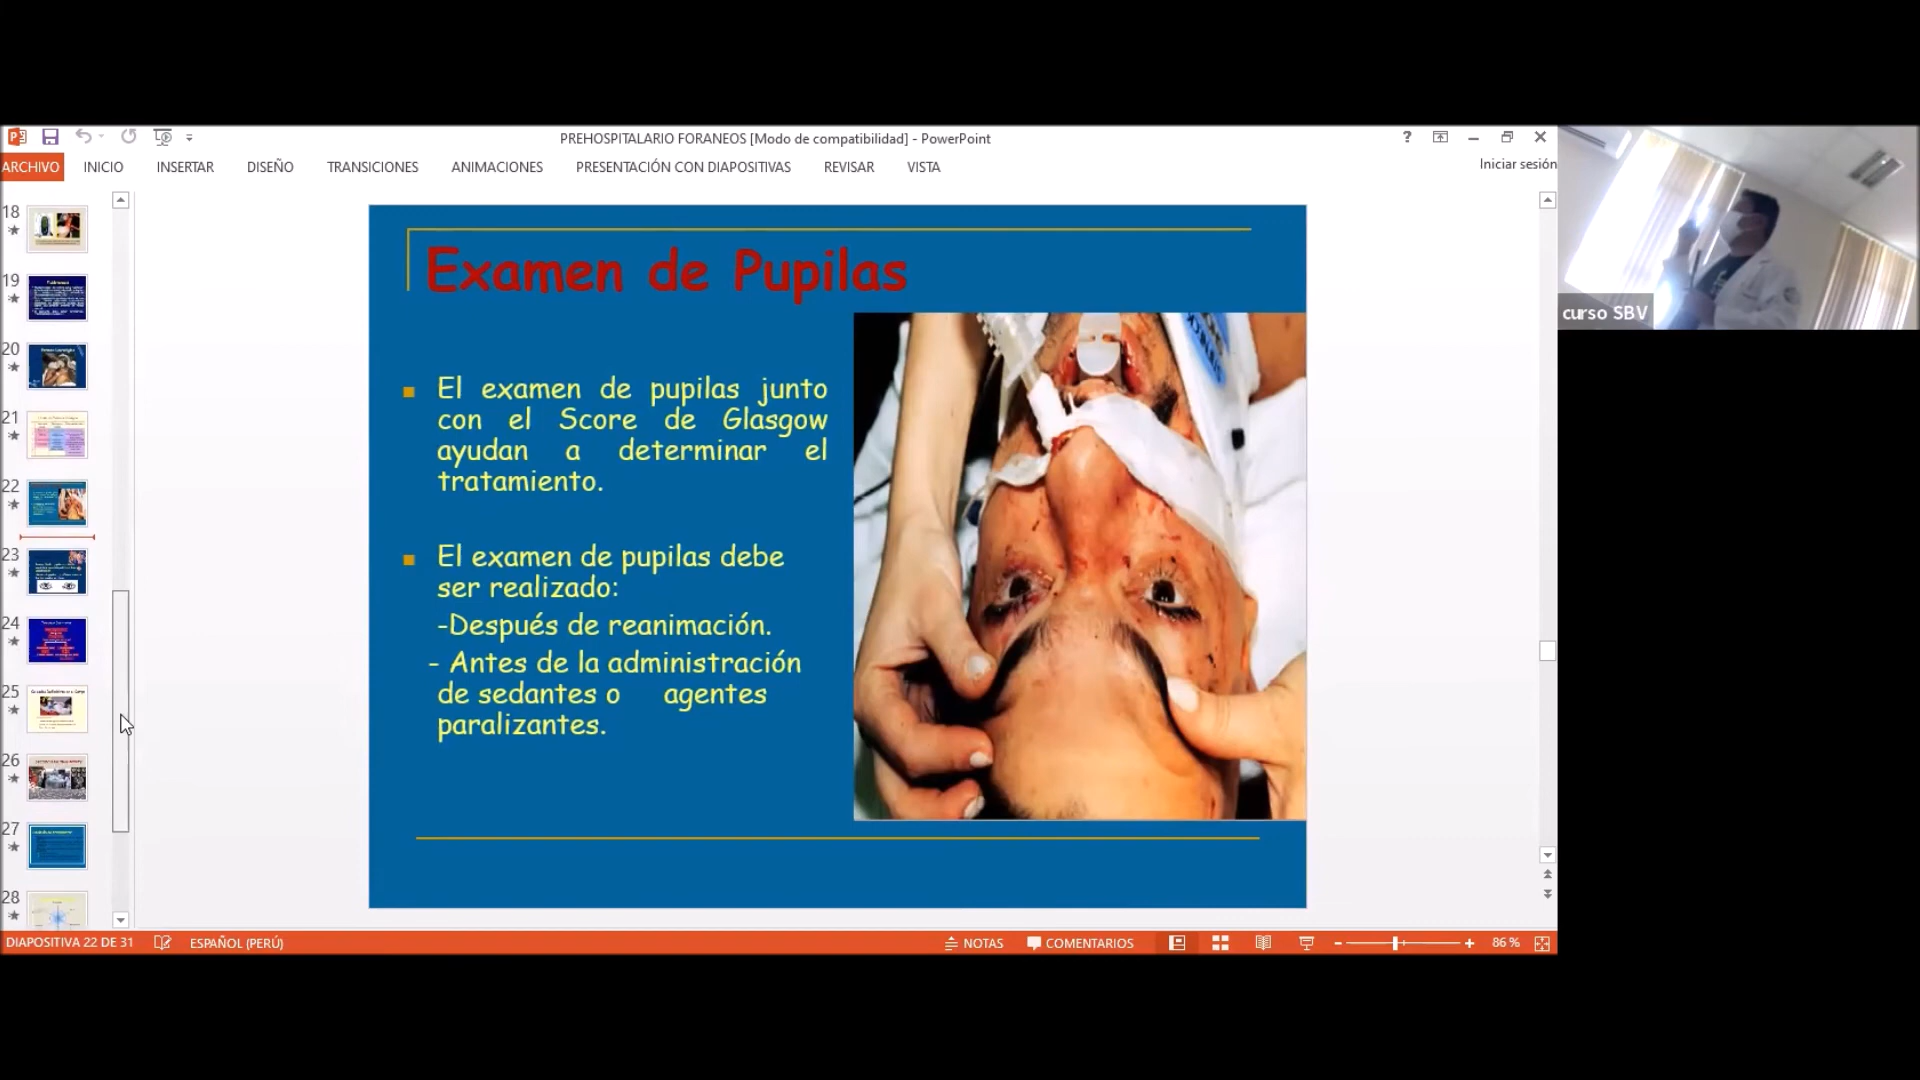 PREHOSPITALARIO FORANEOS [Modo de compatibilidad] - PowerPoint
?
ARCHIVO INICIO INSERTAR DISEÑO TRANSICIONES ANIMACIONES PRESENTACIÓN CON DIAPOSITIVAS REVISAR VISTA
Iniciar sesión
18
19
20
21
22
23
24
25
26
27
28
Examen de Pupilas
El examen de pupilas junto
con el Score de Glasgow
ayudan a determinar el
tratamiento.
El examen de pupilas debe
ser realizado:
-Después de reanimación.
- Antes de la administración
de sedantes o agentes
paralizantes.
curso SBV
DIAPOSITIVA 22 DE 31 ESPAÑOL (PERÚ) NOTAS COMENTARIOS 86 %